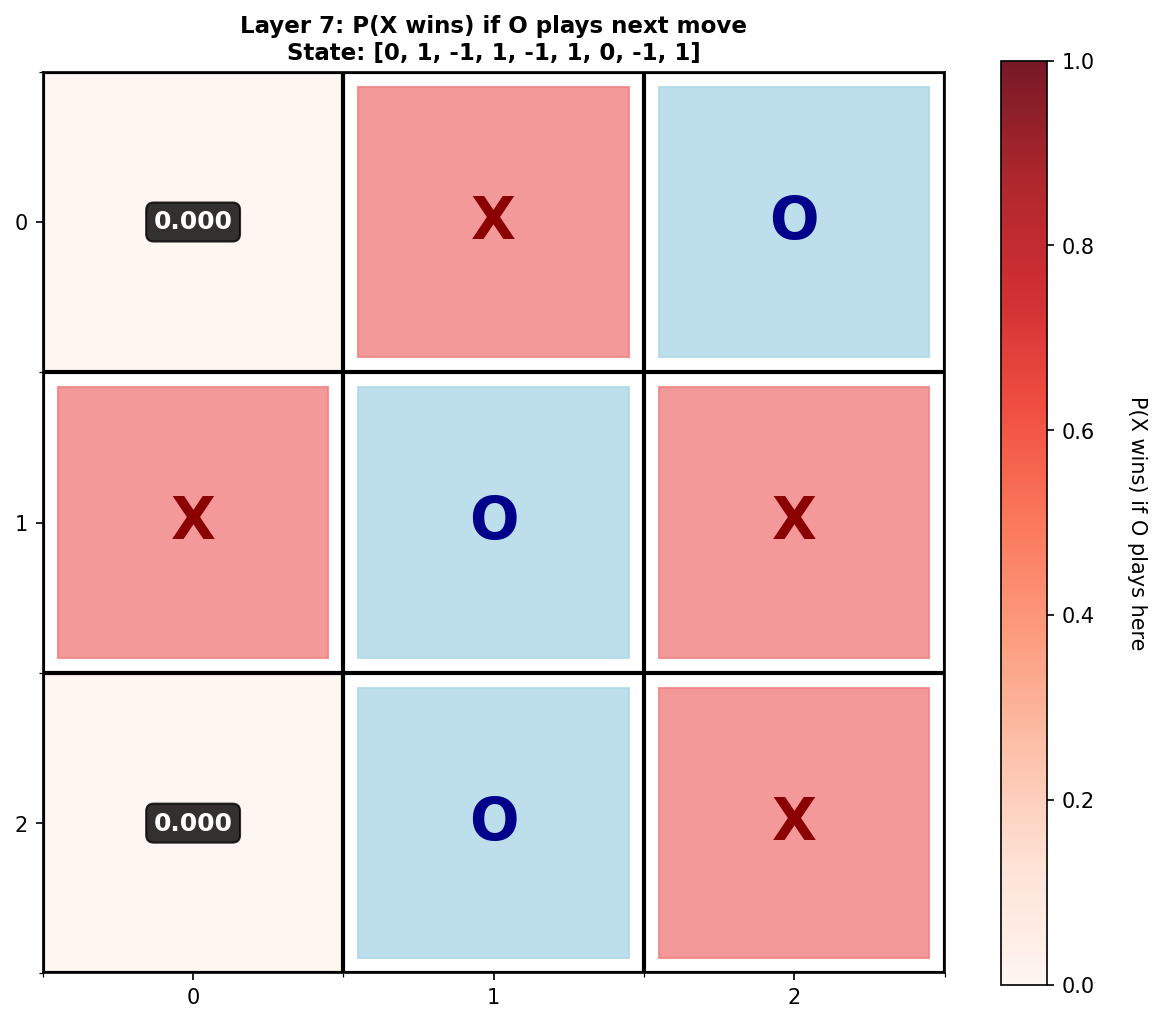 Layer 7: P(X wins) if O plays next move
State: [0, 1, -1, 1, -1, 1, 0, -1, 1]
1.0
0.8
0.6
0.4
0.2
0.0
P(X wins) if O plays here
0
0.000
X
O
1
X
O
X
2
0.000
O
X
0
1
2